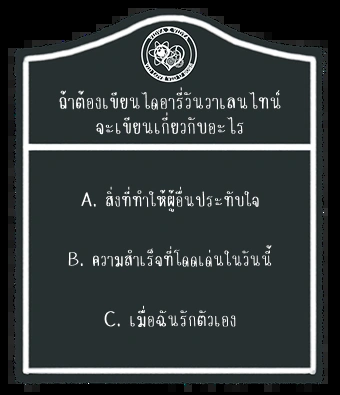 ถ้าต้องเขียนไดอารี่วันวาเลนไทน์
จะเขียนเกี่ยวกับอะไร
A. สิ่งที่ทำให้ผู้อื่นประทับใจ
B. ความสำเร็จที่โดดเด่นในวันนี้
C. เมื่อฉันรักตัวเอง